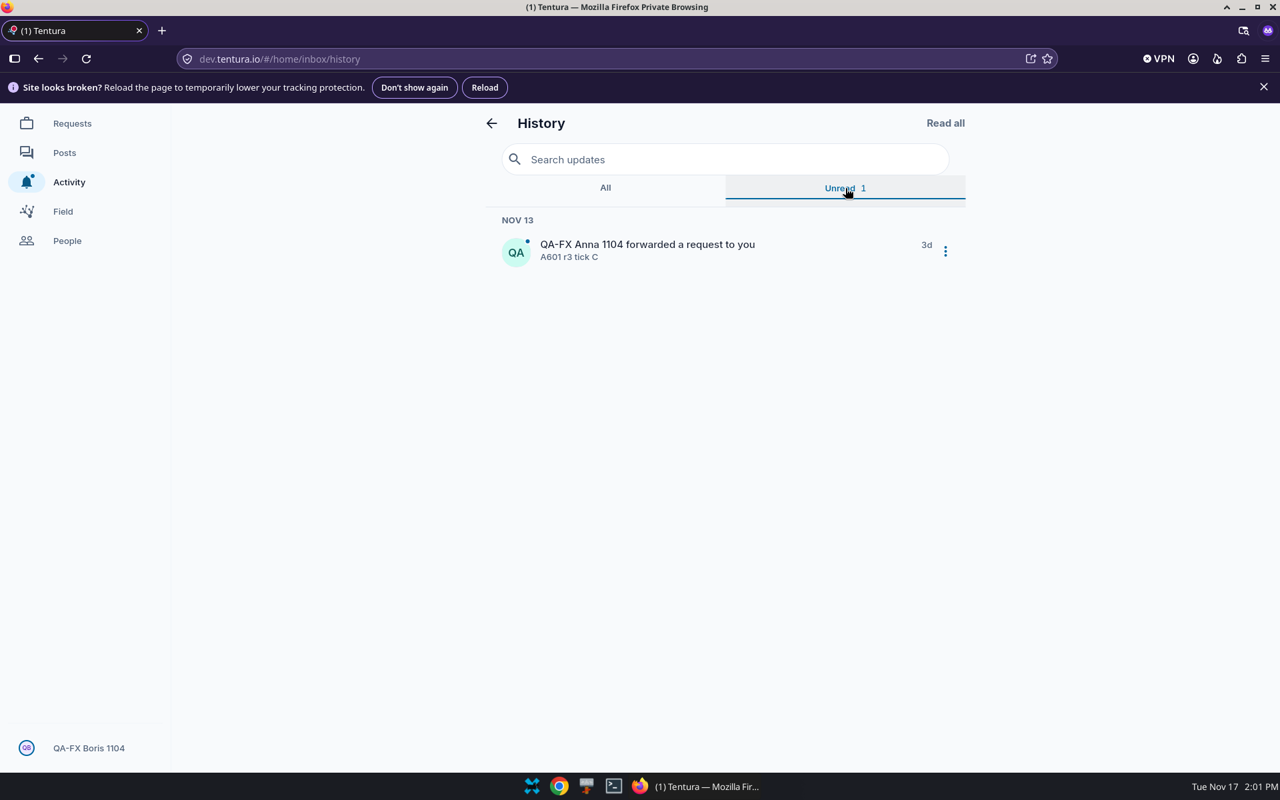 (1) Tentura — Mozilla Firefox Private Browsing
(1) Tentura
dev.tentura.io/#/home/inbox/history
VPN
Site looks broken? Reload the page to temporarily lower your tracking protection.
Don't show again
Reload
Requests
Posts
Activity
Field
People
History
Read all
Search updates
All
Unread 1
NOV 13
QA
QA-FX Anna 1104 forwarded a request to you
3d
A601 r3 tick C
QB
QA-FX Boris 1104
(1) Tentura — Mozilla Fir...
Tue Nov 17 2:01 PM